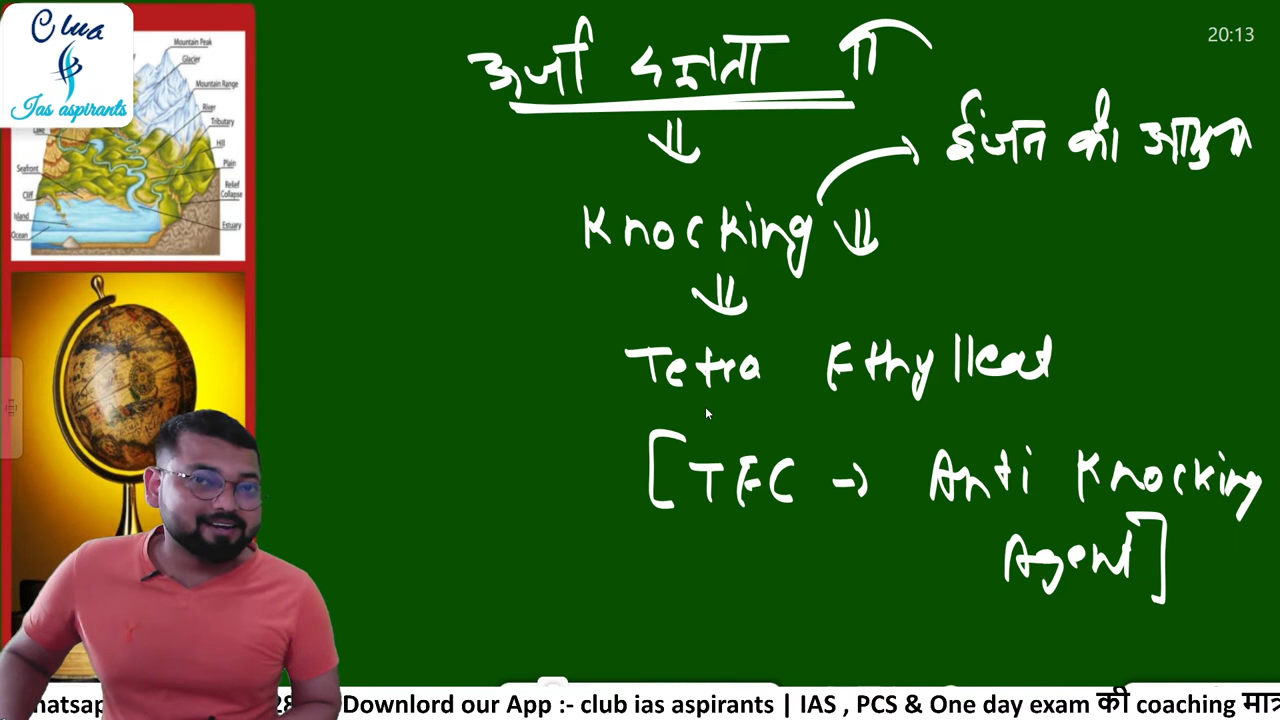 Clua
Ias aspirants
Mountain Peak
Glacier
Mountain Range
River
Tributary
Hill
Plain
Relief
Collapse
Estuary
Lake
Seafront
Cliff
Island
Ocean
20:13
ऊर्जा
ईंजन की आयु
Knocking
Tetra Ethyl lead
[TEC → Anti Knocking
Agent]
Downlord our App :- club ias aspirants | IAS , PCS & One day exam की coaching